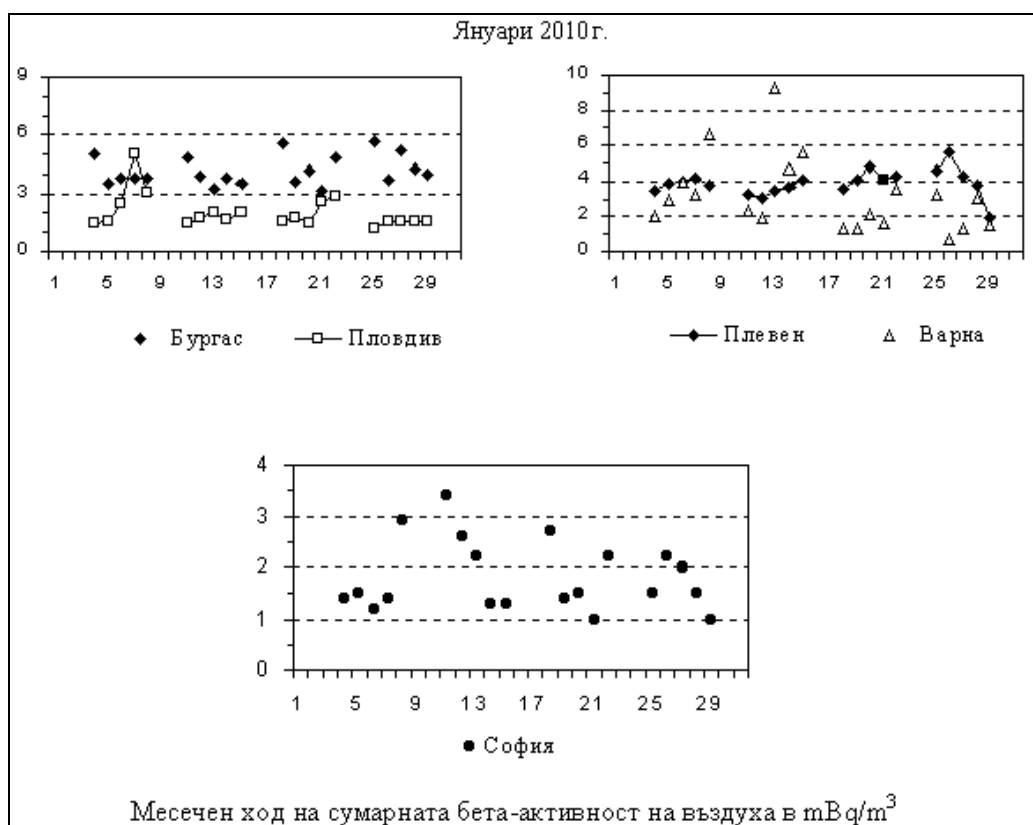 Януари 2010г.
9
6
3
0
1 5 9 13 17 21 25 29
Бургас Пловдив
10
8
6
4
2
0
1 5 9 13 17 21 25 29
Плевен Варна
4
3
2
1
0
1 5 9 13 17 21 25 29
София
Месечен ход на сумарната бета-активност на въздуха в mBq/m³